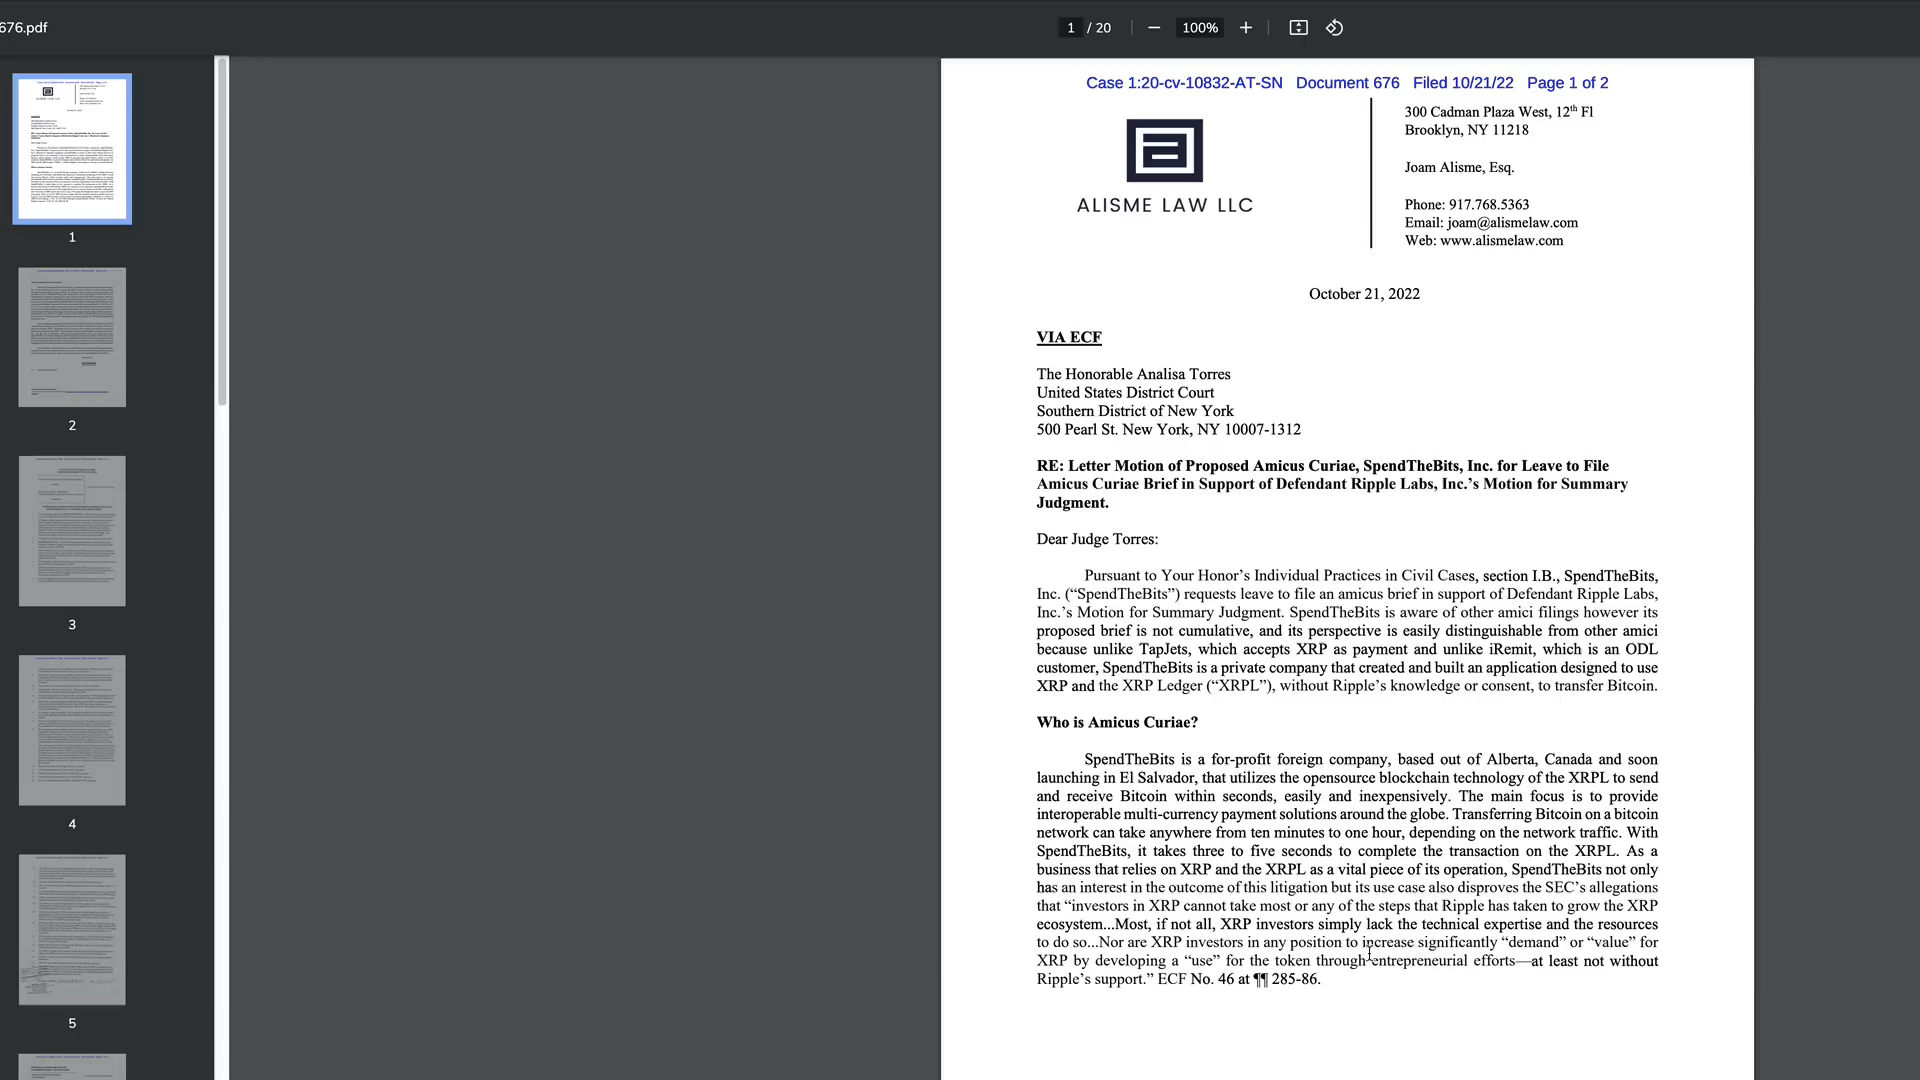 676.pdf
1 / 20
100%
Case 1:20-cv-10832-AT-SN Document 676 Filed 10/21/22 Page 1 of 2
ALISME LAW LLC
300 Cadman Plaza West, 12th Fl
Brooklyn, NY 11218
Joam Alisme, Esq.
Phone: 917.768.5363
Email: joam@alismelaw.com
Web: www.alismelaw.com
October 21, 2022
VIA ECF
The Honorable Analisa Torres
United States District Court
Southern District of New York
500 Pearl St. New York, NY 10007-1312
RE: Letter Motion of Proposed Amicus Curiae, SpendTheBits, Inc. for Leave to File
Amicus Curiae Brief in Support of Defendant Ripple Labs, Inc.’s Motion for Summary
Judgment.
Dear Judge Torres:
Pursuant to Your Honor’s Individual Practices in Civil Cases, section I.B., SpendTheBits,
Inc. (“SpendTheBits”) requests leave to file an amicus brief in support of Defendant Ripple Labs,
Inc.’s Motion for Summary Judgment. SpendTheBits is aware of other amici filings however its
proposed brief is not cumulative, and its perspective is easily distinguishable from other amici
because unlike TapJets, which accepts XRP as payment and unlike iRemit, which is an ODL
customer, SpendTheBits is a private company that created and built an application designed to use
XRP and the XRP Ledger (“XRPL”), without Ripple’s knowledge or consent, to transfer Bitcoin.
Who is Amicus Curiae?
SpendTheBits is a for-profit foreign company, based out of Alberta, Canada and soon
launching in El Salvador, that utilizes the opensource blockchain technology of the XRPL to send
and receive Bitcoin within seconds, easily and inexpensively. The main focus is to provide
interoperable multi-currency payment solutions around the globe. Transferring Bitcoin on a bitcoin
network can take anywhere from ten minutes to one hour, depending on the network traffic. With
SpendTheBits, it takes three to five seconds to complete the transaction on the XRPL. As a
business that relies on XRP and the XRPL as a vital piece of its operation, SpendTheBits not only
has an interest in the outcome of this litigation but its use case also disproves the SEC’s allegations
that “investors in XRP cannot take most or any of the steps that Ripple has taken to grow the XRP
ecosystem...Most, if not all, XRP investors simply lack the technical expertise and the resources
to do so...Nor are XRP investors in any position to increase significantly “demand” or “value” for
XRP by developing a “use” for the token through entrepreneurial efforts—at least not without
Ripple’s support.” ECF No. 46 at ¶¶ 285-86.
1
2
3
4
5